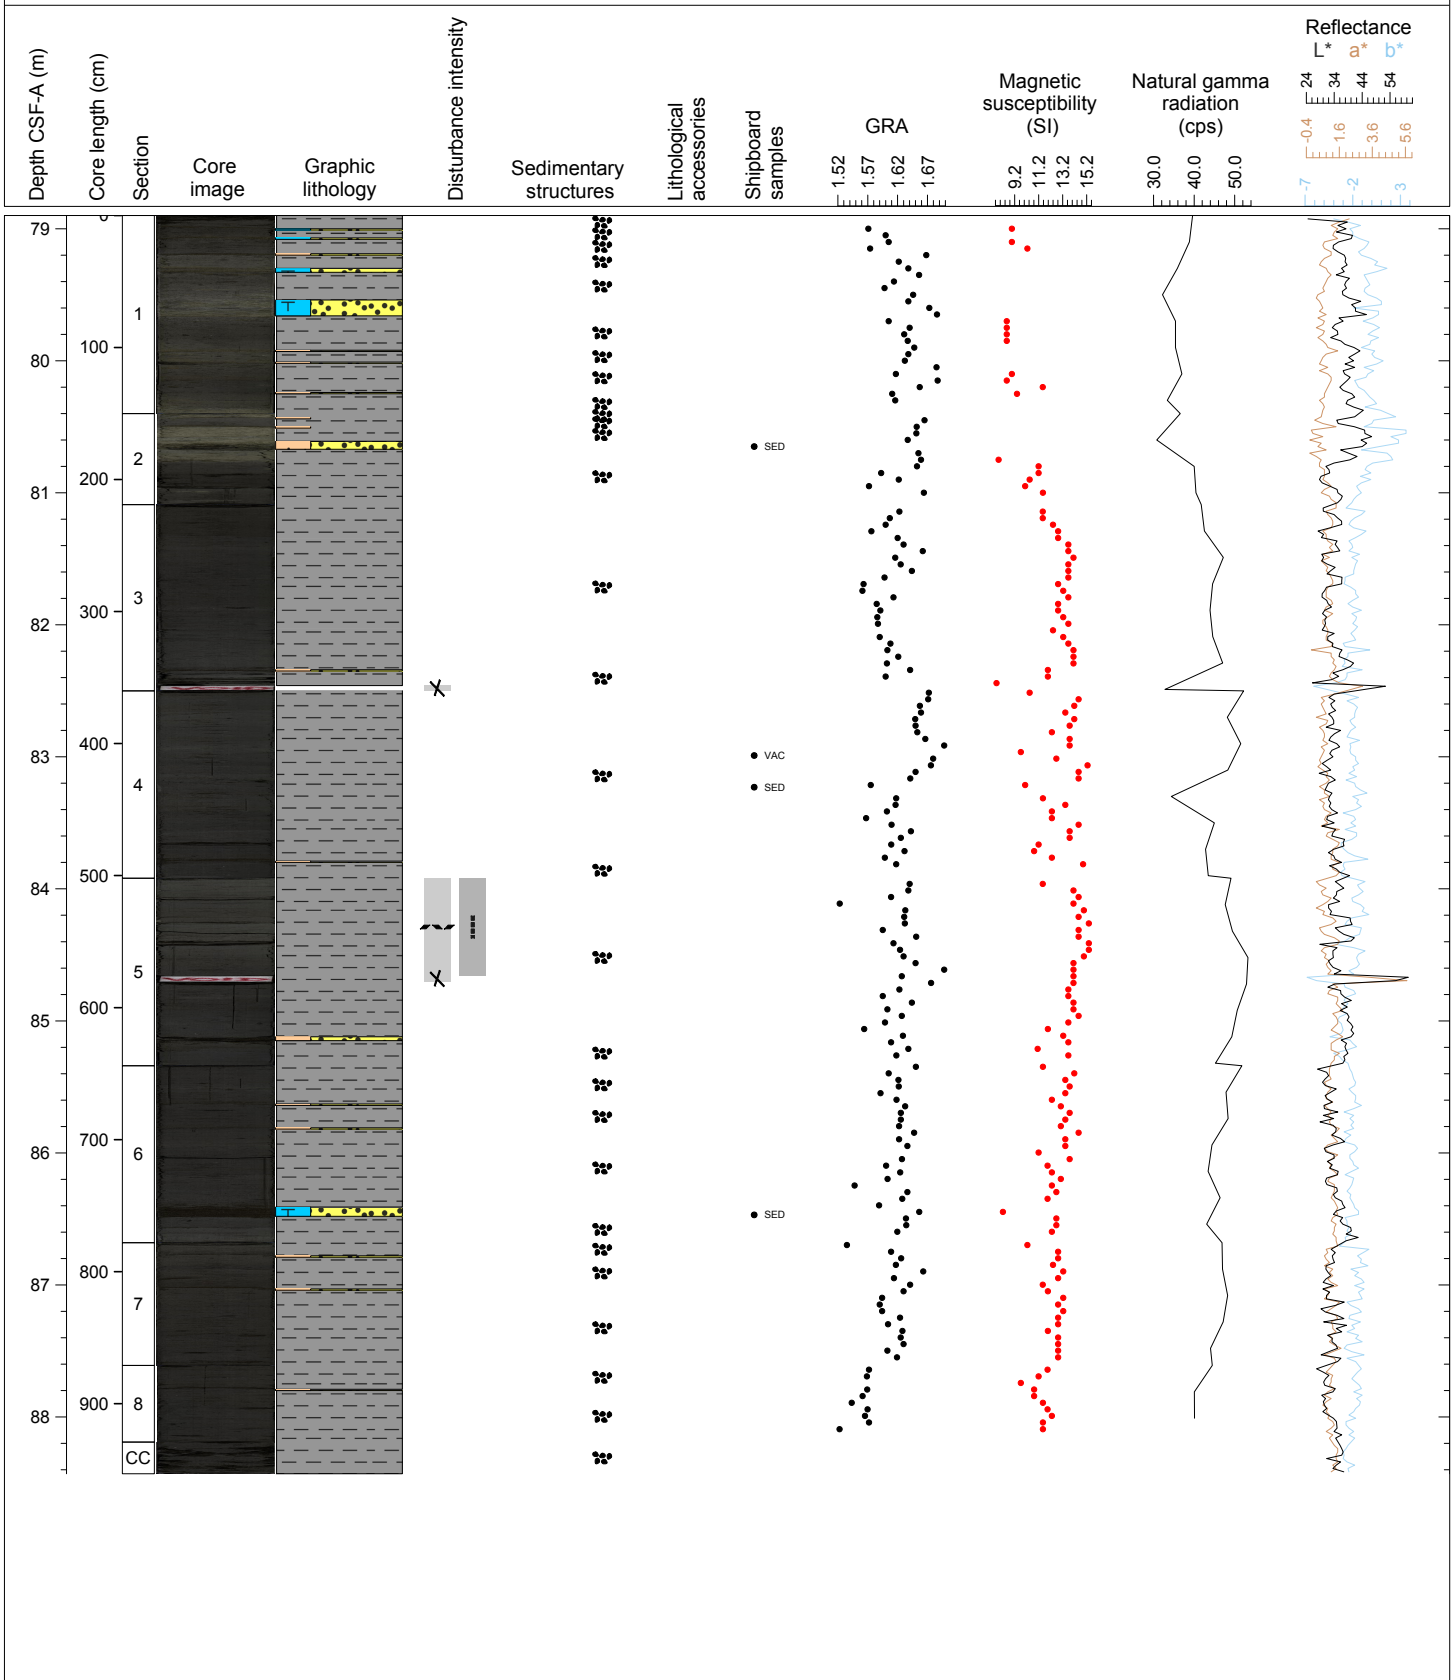 Depth CSF-A (m)
Core length (cm)
Section
Core
image
Graphic
lithology
Disturbance intensity
Sedimentary
structures
Lithological
accessories
Shipboard
samples
GRA
1.52 1.57 1.62 1.67
Magnetic
susceptibility
(SI)
9.2 11.2 13.2 15.2
Natural gamma
radiation
(cps)
30.0 40.0 50.0
Reflectance
L* a* b*
24 34 44 54
-0.4 1.6 3.6 5.6
-7 -2 3
0
79
1
100
80
2
SED
200
81
3
300
82
400
83
VAC
4
SED
500
84
5
600
85
700
86
6
SED
800
87
7
900
88
8
CC